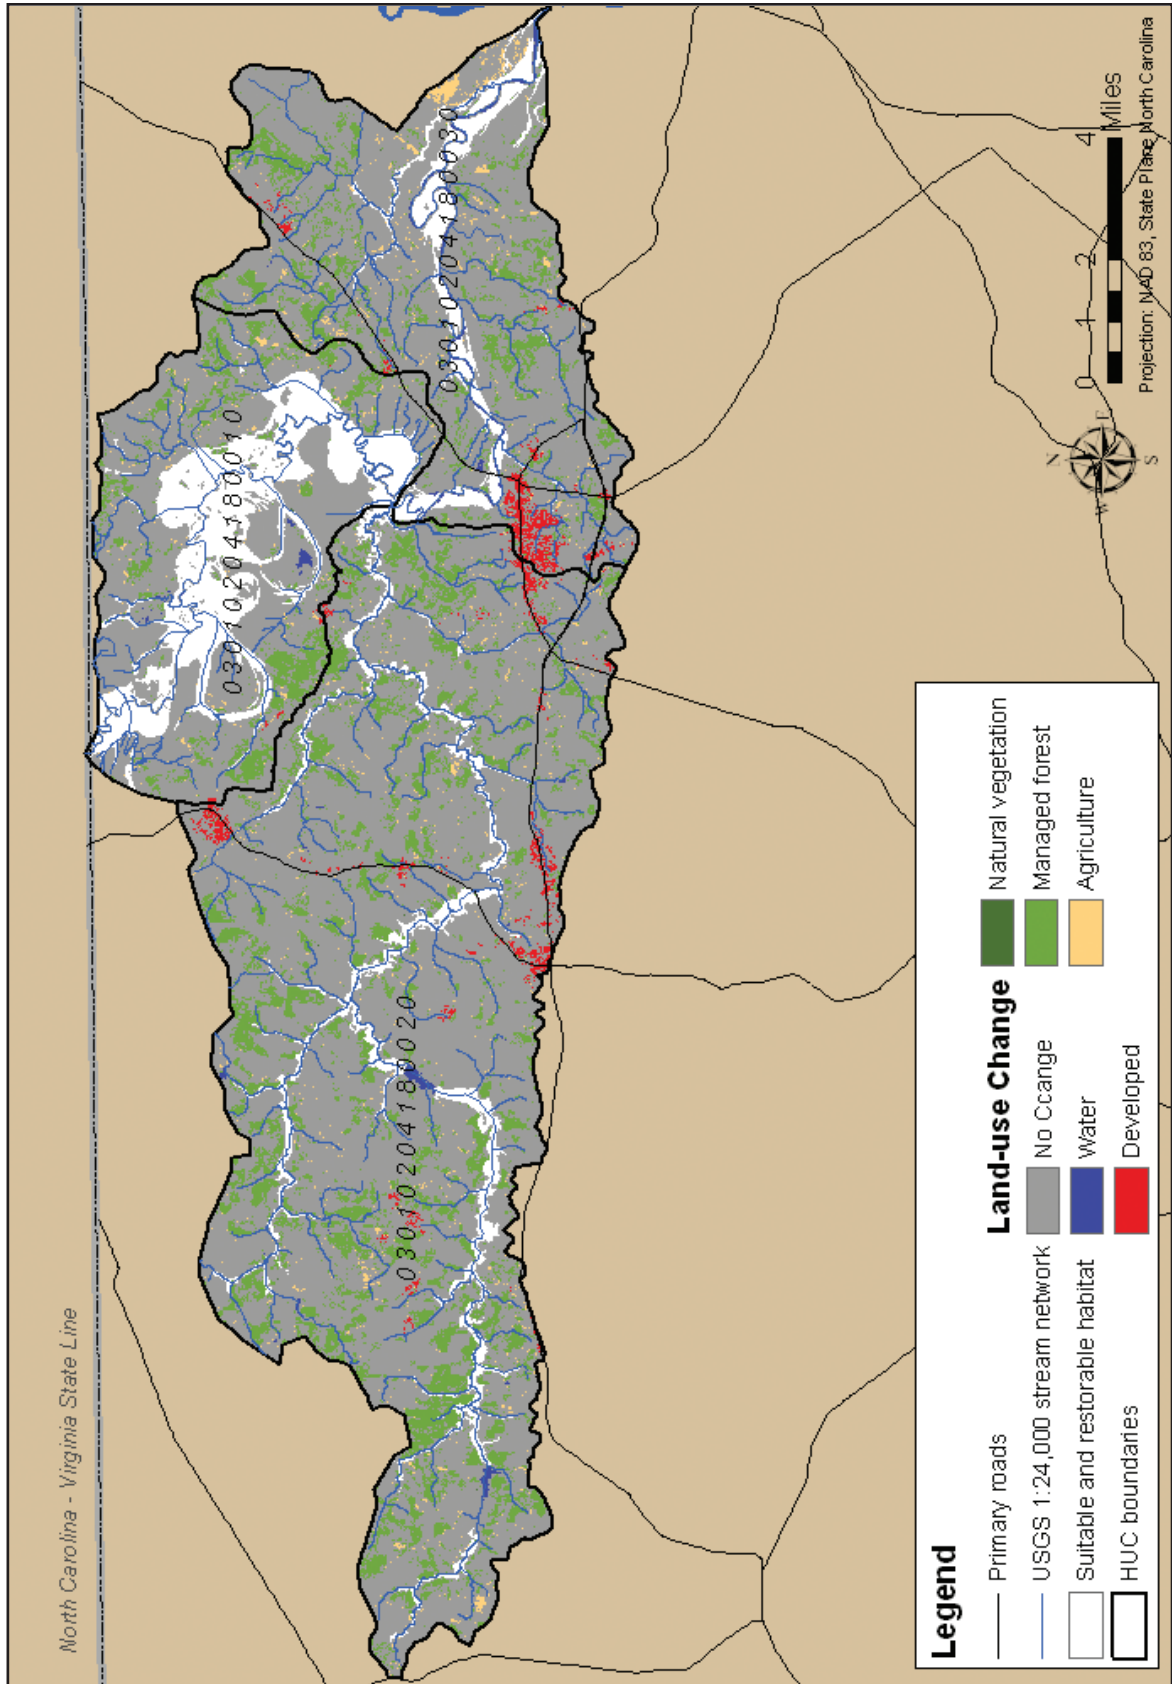 North Carolina - Virginia State Line
03010204180010
03010204180020
03010204180030
N
W
E
S
0 1 2 4
Miles
Projection: NAD 83, State Plane North Carolina
Legend
Primary roads
USGS 1:24,000 stream network
Suitable and restorable habitat
HUC boundaries
Land-use Change
No Ccange
Water
Developed
Natural vegetation
Managed forest
Agriculture